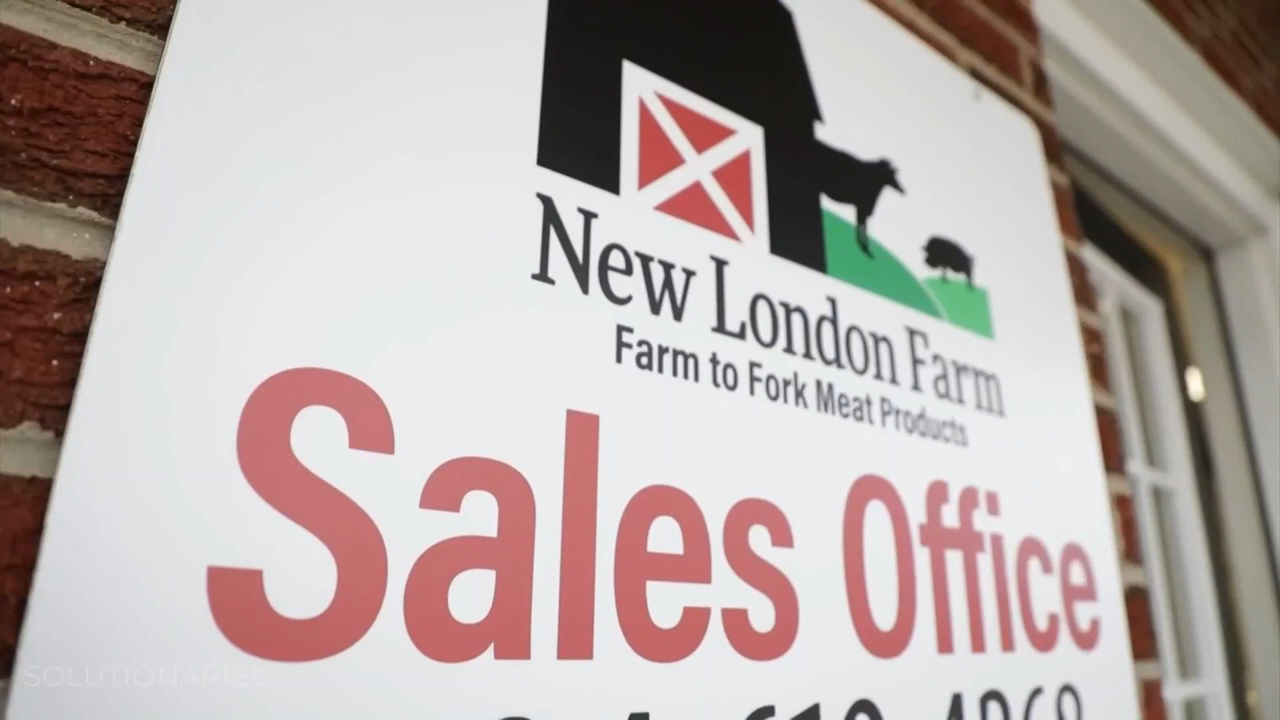 New London Farm
Farm to Fork Meat Products
Sales Office
SOLUTIONARIES